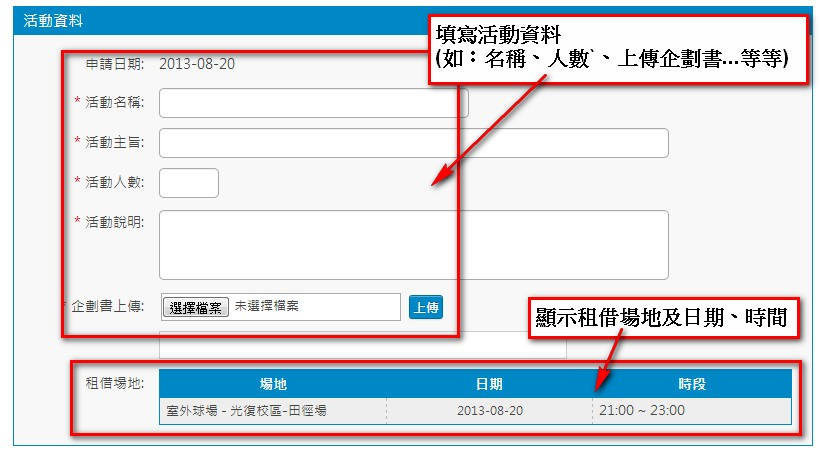 活動資料
填寫活動資料
(如：名稱、人數`、上傳企劃書...等等)
申請日期: 2013-08-20
* 活動名稱:
* 活動主旨:
* 活動人數:
* 活動說明:
* 企劃書上傳: 選擇檔案 未選擇檔案 上傳
顯示租借場地及日期、時間
租借場地: 場地 日期 時段
室外球場 - 光復校區-田徑場 2013-08-20 21:00 ~ 23:00